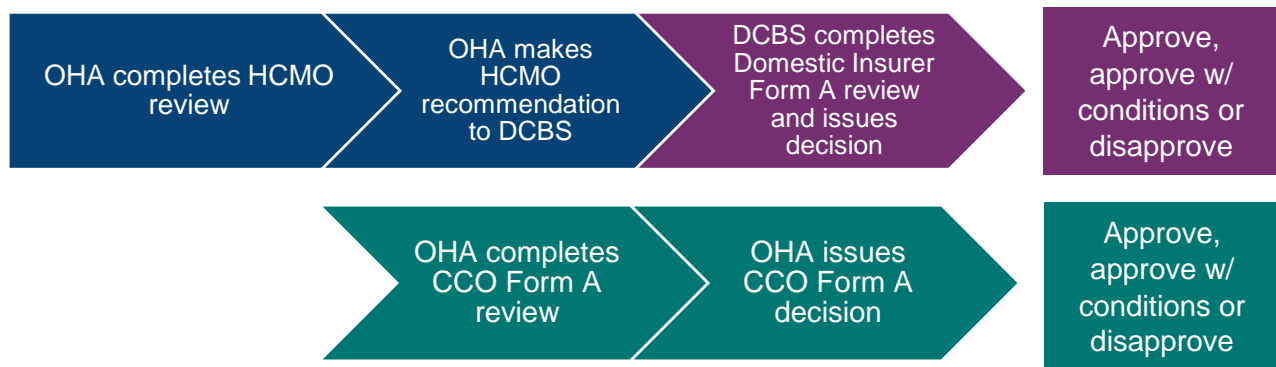 OHA completes HCMO
review
OHA makes
HCMO
recommendation
to DCBS
DCBS completes
Domestic Insurer
Form A review
and issues
decision
Approve,
approve w/
conditions or
disapprove
OHA completes
CCO Form A
review
OHA issues
CCO Form A
decision
Approve,
approve w/
conditions or
disapprove